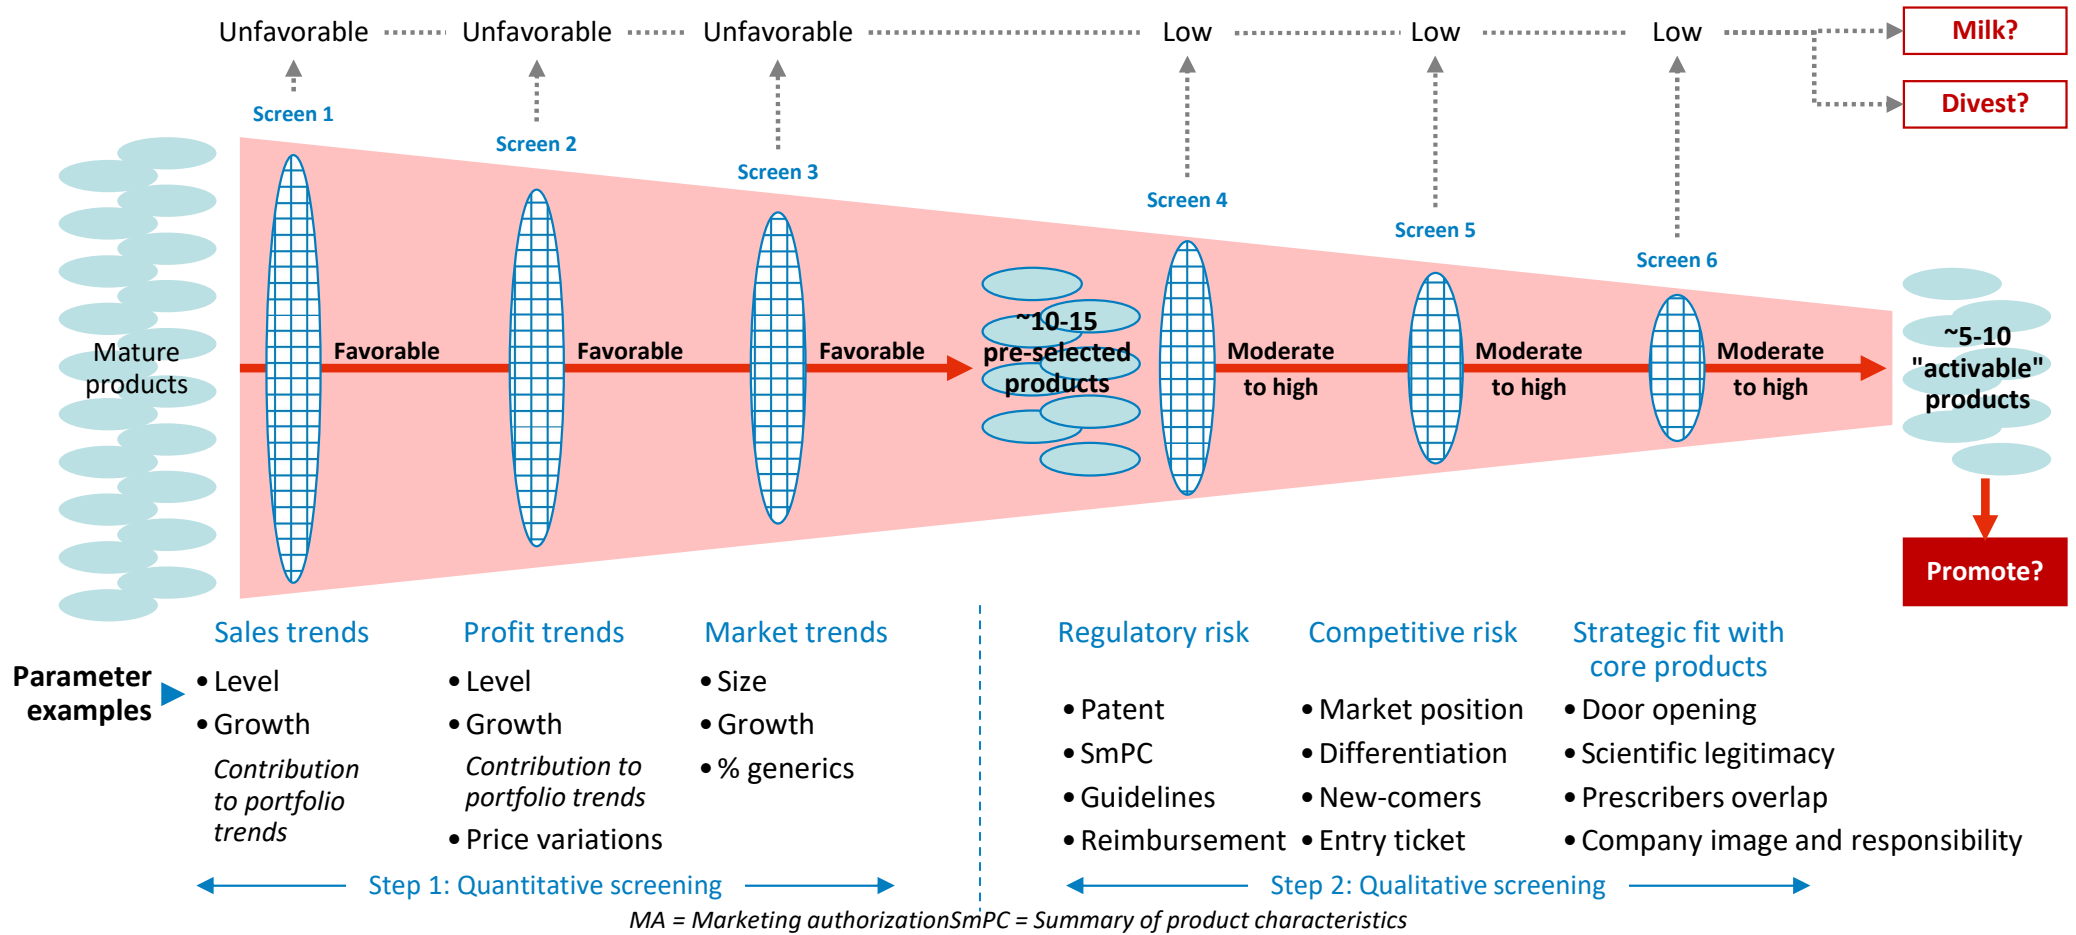 Unfavorable Unfavorable Unfavorable Low Low Low Milk?
Divest?
Screen 1
Screen 2
Screen 3
Screen 4
Screen 5
Screen 6
Mature
products
Favorable Favorable Favorable
~10-15
pre-selected
products
Moderate
to high
Moderate
to high
Moderate
to high
~5-10
"activable"
products
Promote?
Parameter
examples
Sales trends
• Level
• Growth
Contribution
to portfolio
trends
Profit trends
• Level
• Growth
Contribution to
portfolio trends
• Price variations
Market trends
• Size
• Growth
• % generics
Regulatory risk
• Patent
• SmPC
• Guidelines
• Reimbursement
Competitive risk
• Market position
• Differentiation
• New-comers
• Entry ticket
Strategic fit with
core products
• Door opening
• Scientific legitimacy
• Prescribers overlap
• Company image and responsibility
Step 1: Quantitative screening
Step 2: Qualitative screening
MA = Marketing authorizationSmPC = Summary of product characteristics